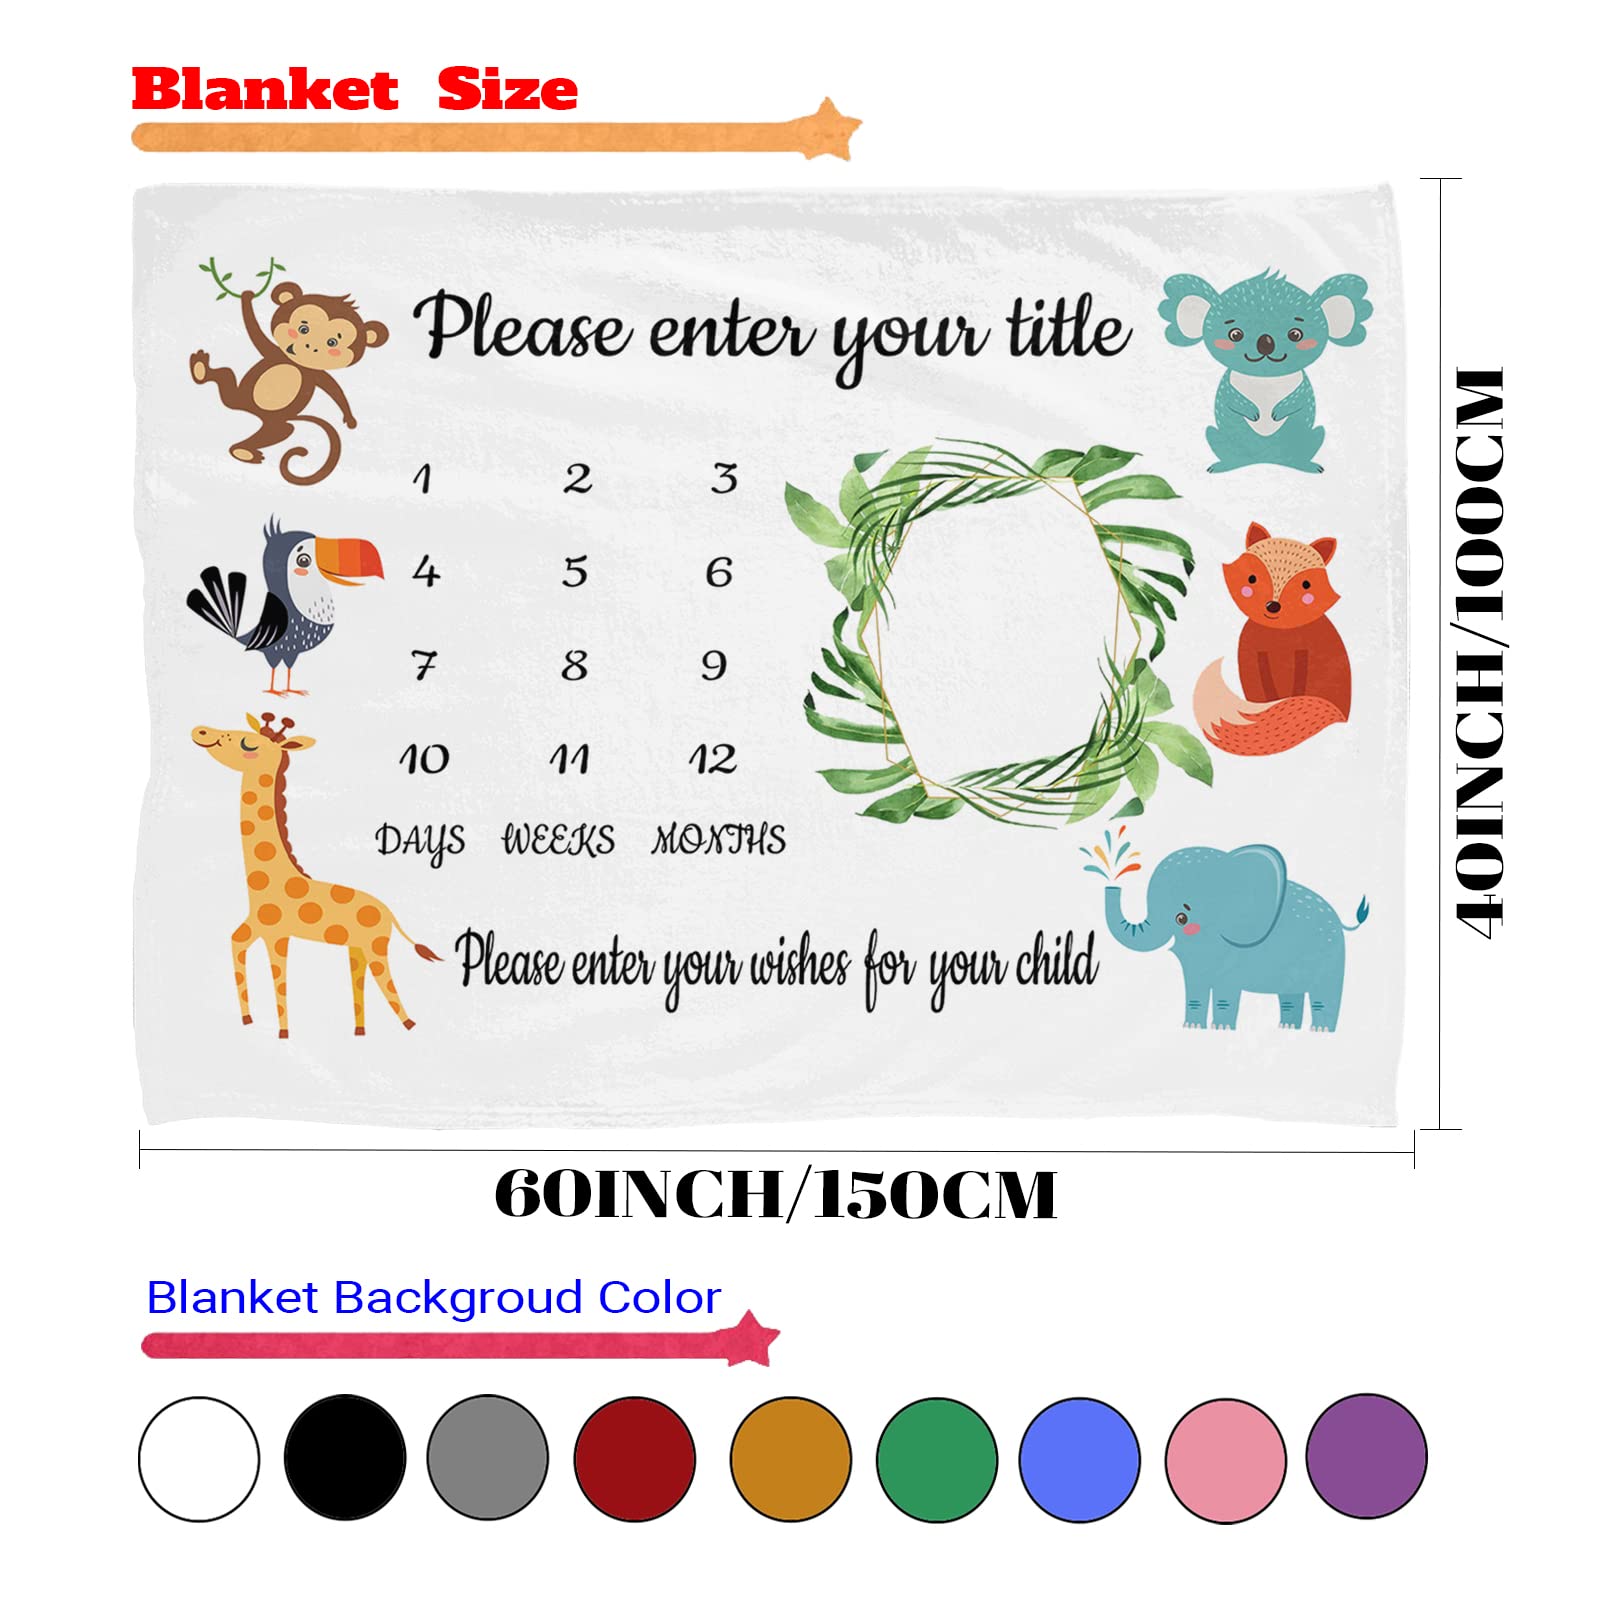 Blanket Size
Please enter your title
1 2 3
4 5 6
7 8 9
10 11 12
DAYS WEEKS MONTHS
Please enter your wishes for your child
40INCH/100CM
60INCH/150CM
Blanket Backgroud Color